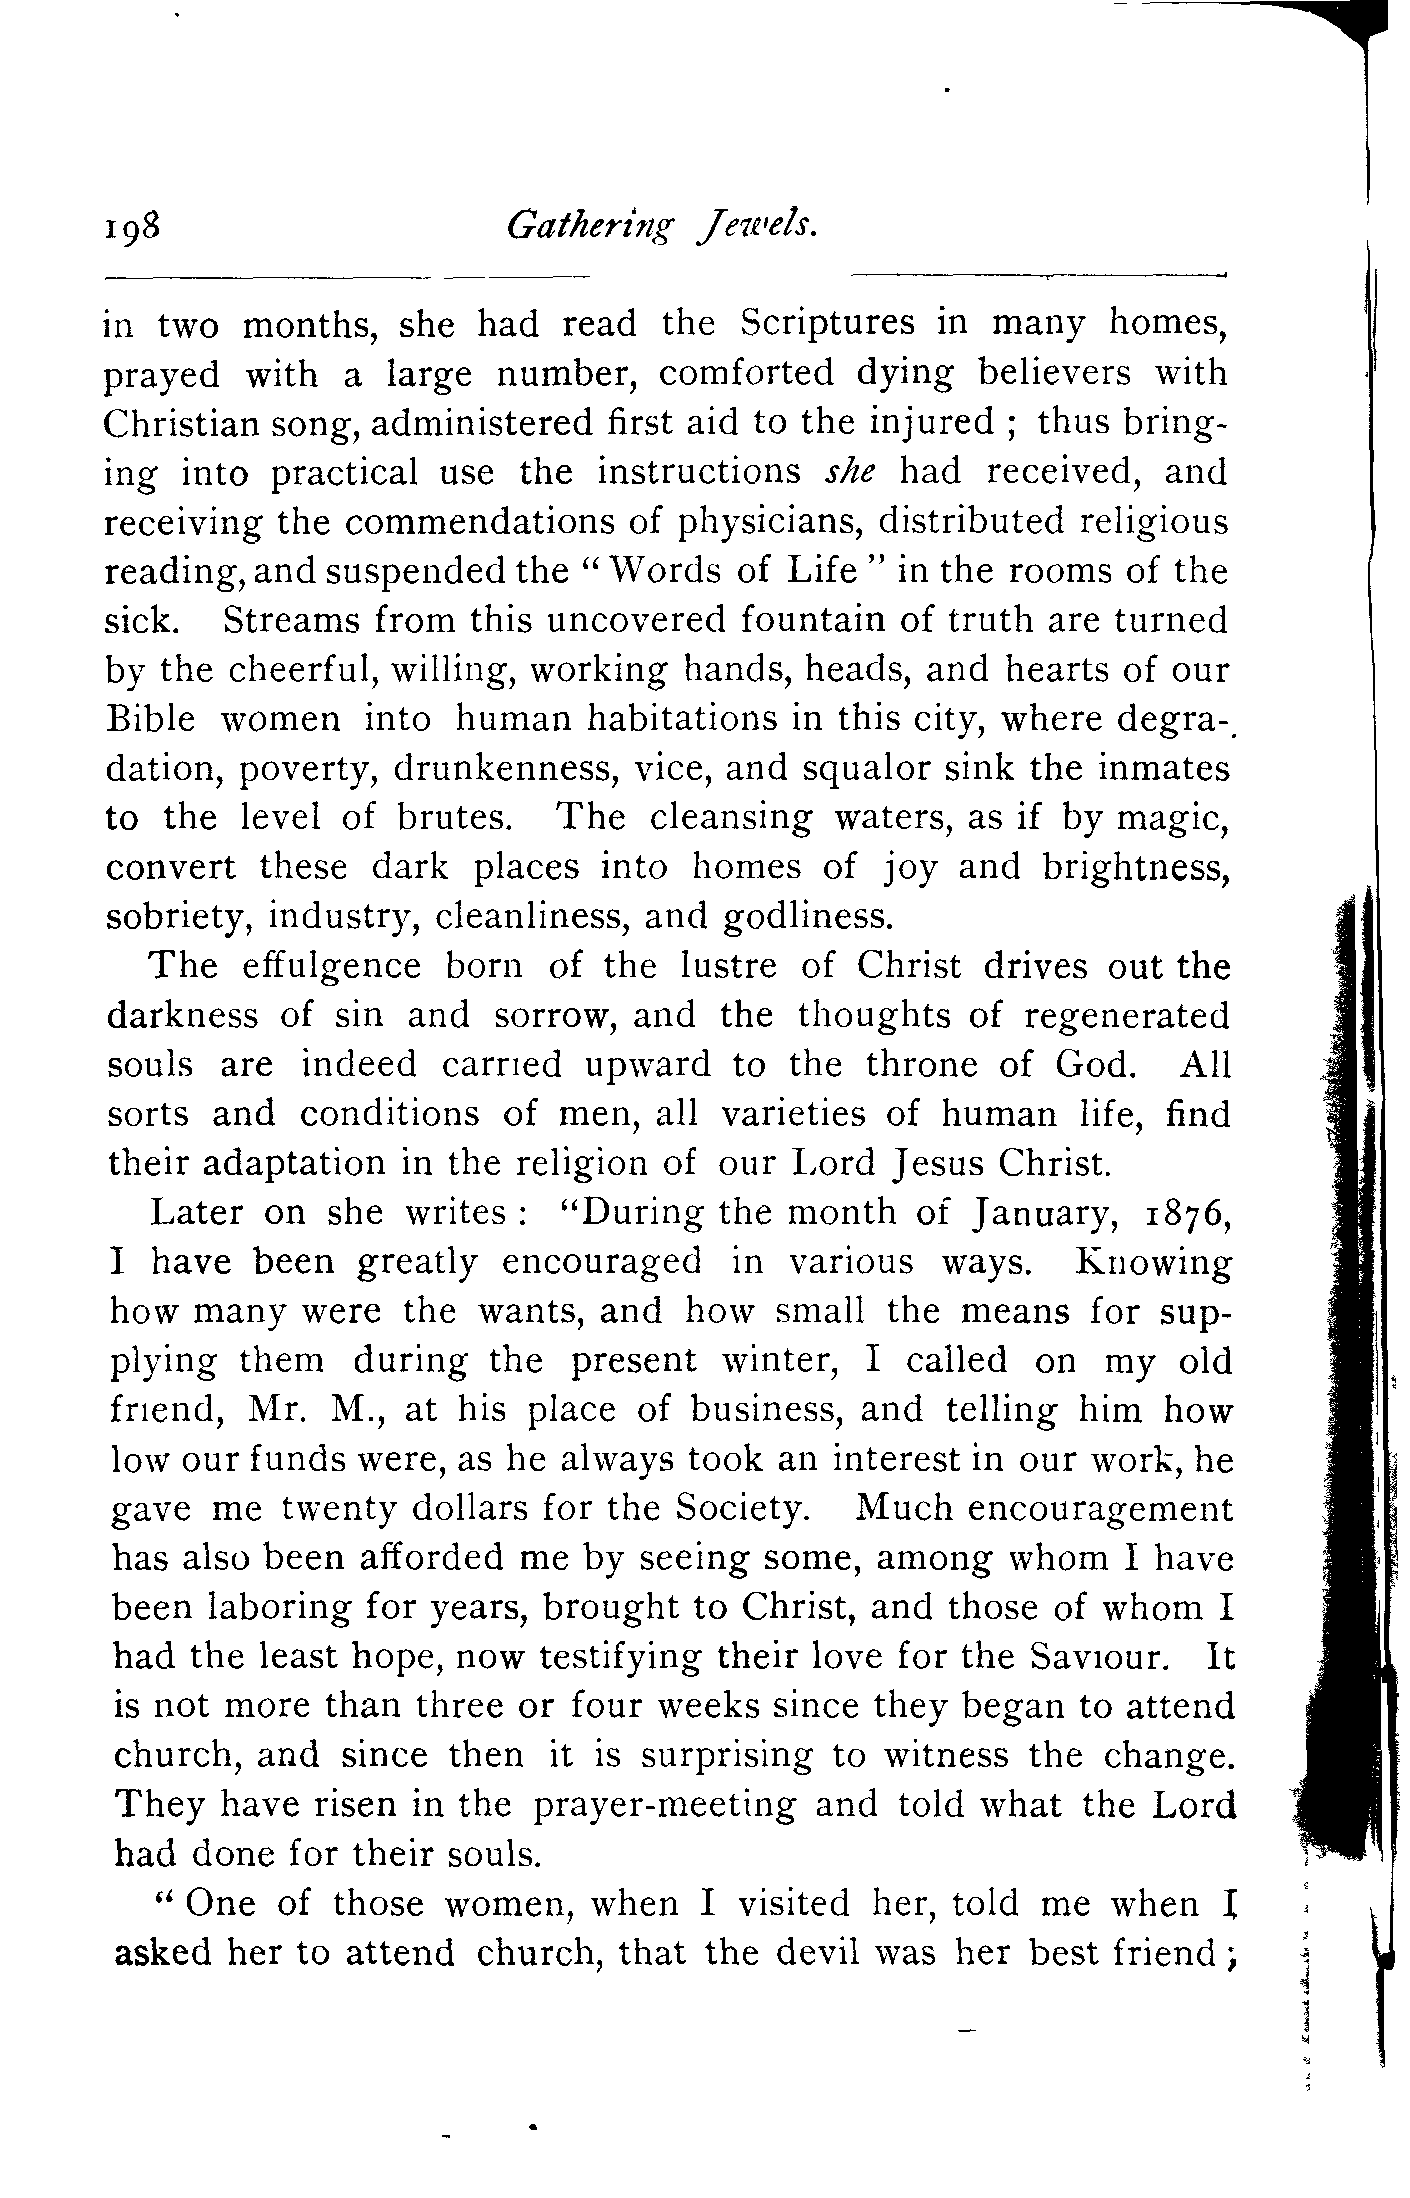 198 Gathering Jewels.
in two months, she had read the Scriptures in many homes,
prayed with a large number, comforted dying believers with
Christian song, administered first aid to the injured ; thus bring-
ing into practical use the instructions she had received, and
receiving the commendations of physicians, distributed religious
reading, and suspended the “ Words of Life ” in the rooms of the
sick. Streams from this uncovered fountain of truth are turned
by the cheerful, willing, working hands, heads, and hearts of our
Bible women into human habitations in this city, where degra-
dation, poverty, drunkenness, vice, and squalor sink the inmates
to the level of brutes. The cleansing waters, as if by magic,
convert these dark places into homes of joy and brightness,
sobriety, industry, cleanliness, and godliness.
The effulgence born of the lustre of Christ drives out the
darkness of sin and sorrow, and the thoughts of regenerated
souls are indeed carried upward to the throne of God. All
sorts and conditions of men, all varieties of human life, find
their adaptation in the religion of our Lord Jesus Christ.
Later on she writes : “During the month of January, 1876,
I have been greatly encouraged in various ways. Knowing
how many were the wants, and how small the means for sup-
plying them during the present winter, I called on my old
friend, Mr. M., at his place of business, and telling him how
low our funds were, as he always took an interest in our work, he
gave me twenty dollars for the Society. Much encouragement
has also been afforded me by seeing some, among whom I have
been laboring for years, brought to Christ, and those of whom I
had the least hope, now testifying their love for the Saviour. It
is not more than three or four weeks since they began to attend
church, and since then it is surprising to witness the change.
They have risen in the prayer-meeting and told what the Lord
had done for their souls.
“ One of those women, when I visited her, told me when I
asked her to attend church, that the devil was her best friend ;